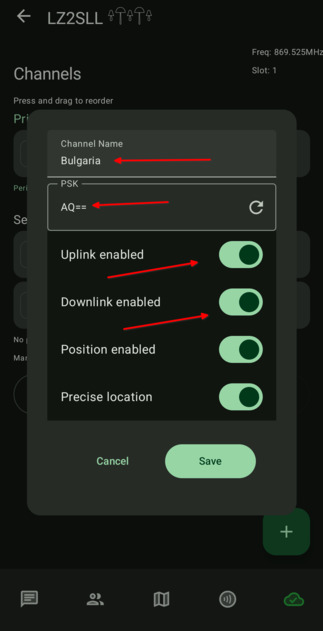 LZ2SLL
Freq: 869.525MHz
Slot: 1
Channels
Press and drag to reorder
Pri
Channel Name
Bulgaria
PSK
AQ==
Peri
Uplink enabled
Se
Downlink enabled
Position enabled
No p
Mar
Precise location
Cancel
Save